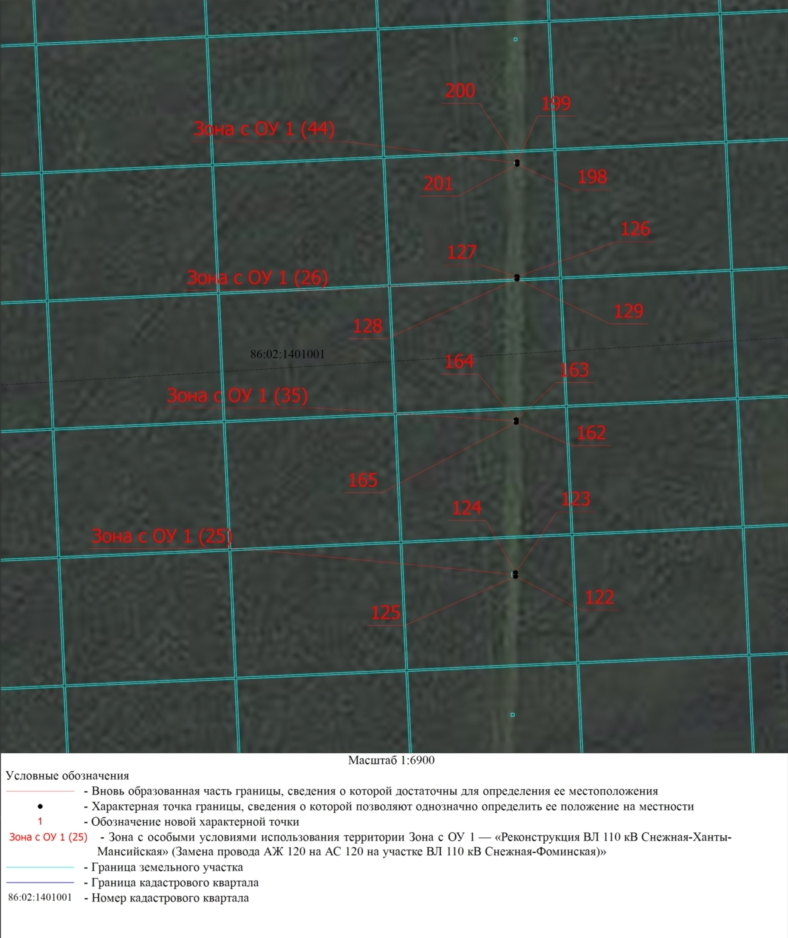 200
199
Зона с ОУ 1 (44)
201
198
126
127
Зона с ОУ 1 (26)
129
128
86:02:1401001
164
163
Зона с ОУ 1 (35)
162
165
123
124
Зона с ОУ 1 (25)
122
125
Масштаб 1:6900
Условные обозначения
- Вновь образованная часть границы, сведения о которой достаточны для определения ее местоположения
- Характерная точка границы, сведения о которой позволяют однозначно определить ее положение на местности
1 - Обозначение новой характерной точки
Зона с ОУ 1 (25) - Зона с особыми условиями использования территории Зона с ОУ 1 — «Реконструкция ВЛ 110 кВ Снежная-Ханты-
Мансийская» (Замена провода АЖ 120 на АС 120 на участке ВЛ 110 кВ Снежная-Фоминская)»
- Граница земельного участка
- Граница кадастрового квартала
86:02:1401001 - Номер кадастрового квартала